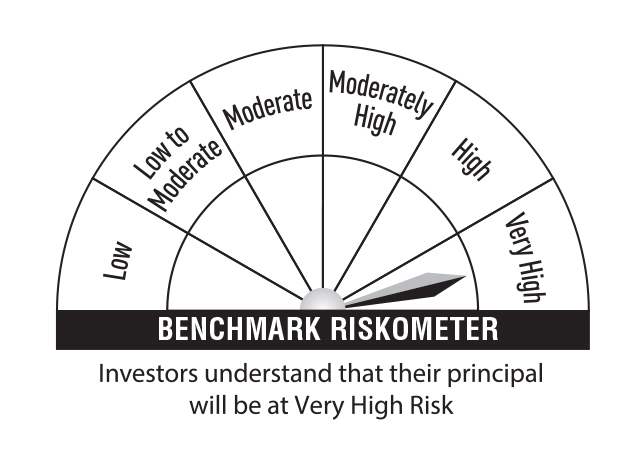 Low
Low to
Moderate
Moderate
Moderately
High
High
Very High
BENCHMARK RISKOMETER
Investors understand that their principal
will be at Very High Risk